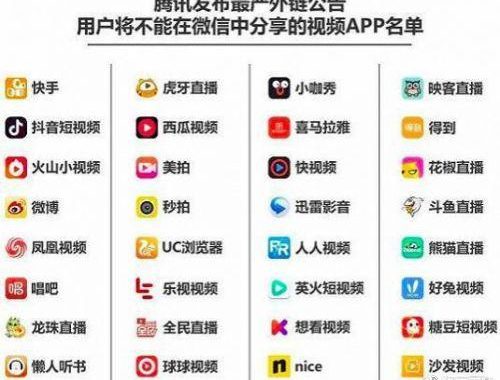 腾讯发布最严外链公告
用户将不能在微信中分享的视频APP名单
快手 虎牙直播 小咖秀 映客直播
抖音短视频 西瓜视频 喜马拉雅 得到
火山小视频 美拍 快视频 花椒直播
微博 秒拍 迅雷影音 斗鱼直播
凤凰视频 UC浏览器 人人视频 熊猫直播
唱吧 乐视视频 英火短视频 好兔视频
龙珠直播 全民直播 想看视频 糖豆短视频
懒人听书 球球视频 nice 沙发视频